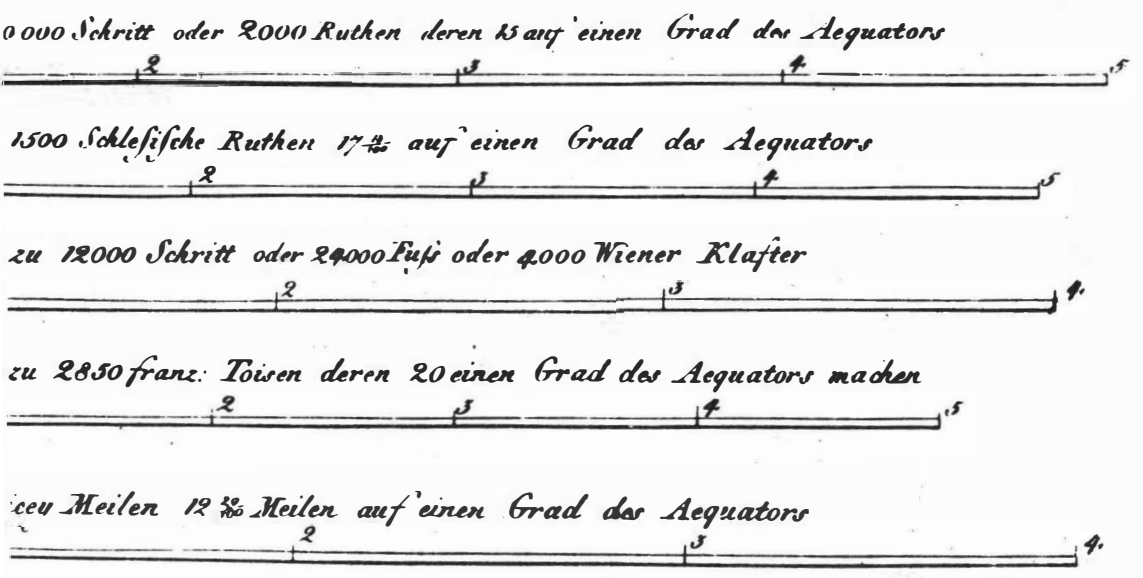 0 000 Schritt oder 2000 Ruthen deren 15 auf einen Grad des Aequators
2 3 4 5
1500 Schlesische Ruthen 17 auf einen Grad des Aequators
2 3 4 5
zu 12000 Schritt oder 24000 Fuß oder 4000 Wiener Klafter
2 3 4.
zu 2850 franz: Toisen deren 20 einen Grad des Aequators machen
2 3 4 5
Meilen 12 Meilen auf einen Grad des Aequators
2 3 4.